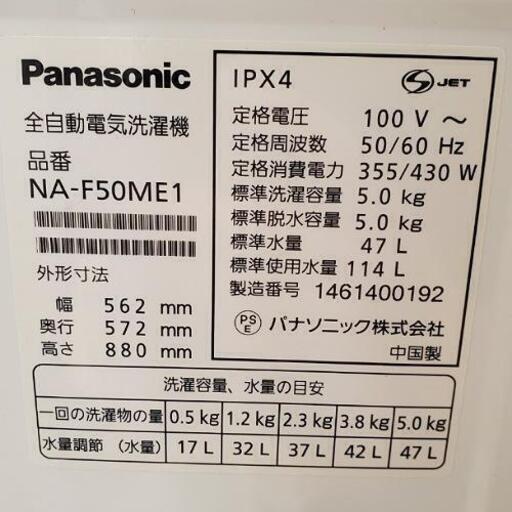 Panasonic
全自動電気洗濯機
品番
NA-F50ME1
外形寸法
幅 562 mm
奥行 572 mm
高さ 880 mm
IPX4 S JET
定格電圧 100 V ～
定格周波数 50/60 Hz
定格消費電力 355/430 W
標準洗濯容量 5.0 kg
標準脱水容量 5.0 kg
標準水量 47 L
標準使用水量 114 L
製造番号 1461400192
PSE パナソニック株式会社
中国製
洗濯容量、水量の目安
一回の洗濯物の量 0.5 kg 1.2 kg 2.3 kg 3.8 kg 5.0 kg
水量調節 （水量） 17 L 32 L 37 L 42 L 47 L